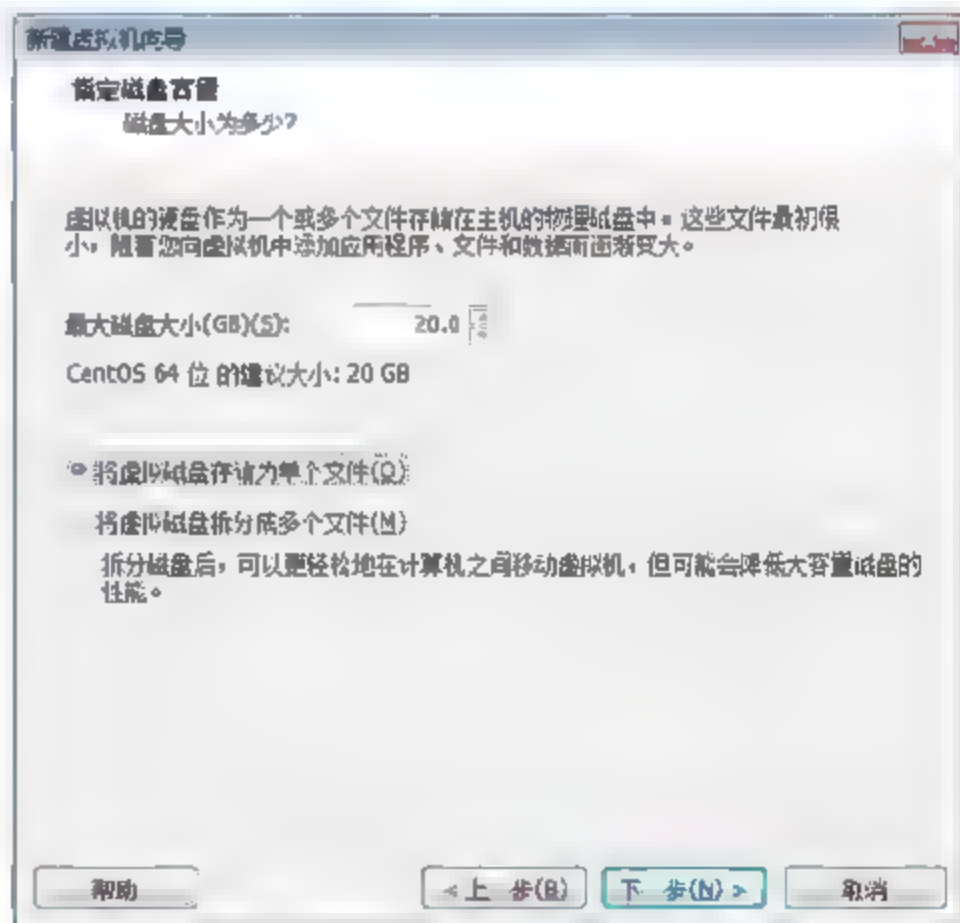 新建虚拟机向导
指定磁盘容量
磁盘大小为多少?
虚拟机的硬盘作为一个或多个文件存储在主机的物理磁盘中。这些文件最初很
小，随着您向虚拟机中添加应用程序、文件和数据而逐渐变大。
最大磁盘大小(GB)(S): 20.0
CentOS 64 位 的建议大小: 20 GB
将虚拟磁盘存储为单个文件(O)
将虚拟磁盘拆分成多个文件(M)
拆分磁盘后，可以更轻松地在计算机之间移动虚拟机，但可能会降低大容量磁盘的
性能。
帮助 < 上一步(B) 下一步(N) > 取消